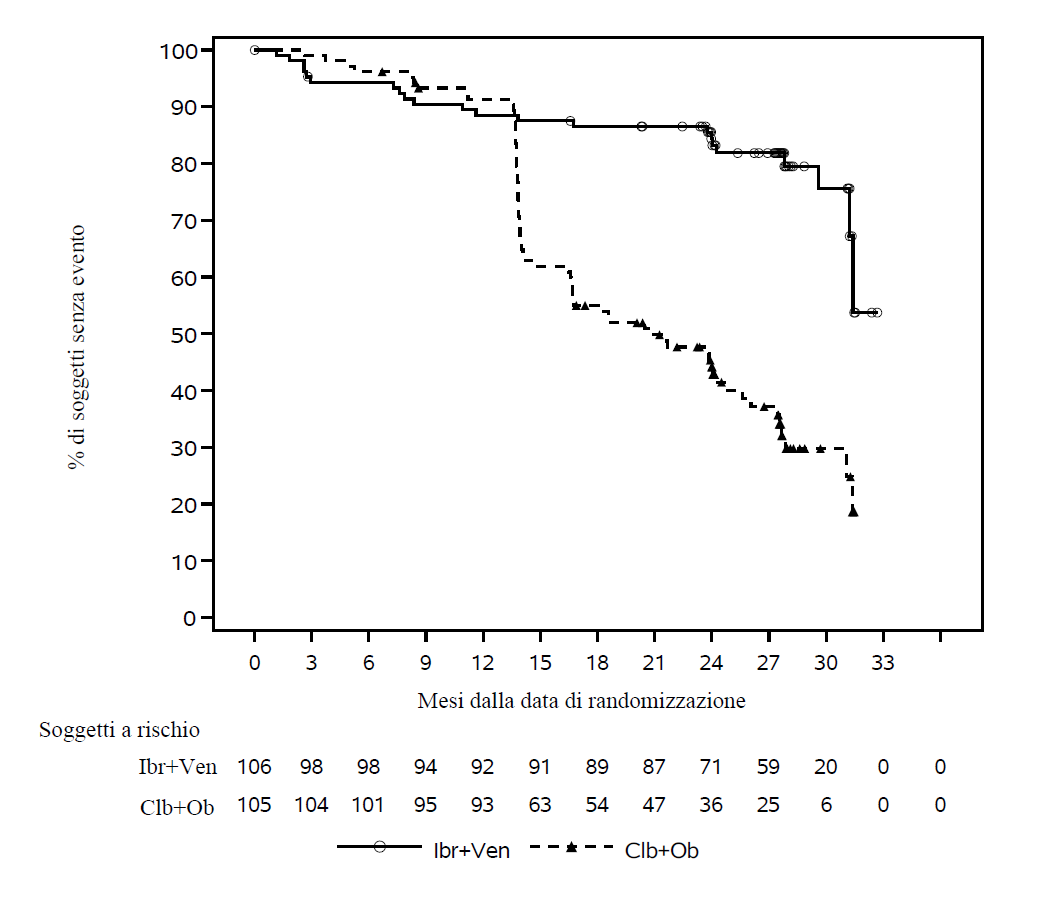 100
90
80
70
60
50
40
30
20
10
0
% di soggetti senza evento
0 3 6 9 12 15 18 21 24 27 30 33
Mesi dalla data di randomizzazione
Soggetti a rischio
Ibr+Ven 106 98 98 94 92 91 89 87 71 59 20 0 0
Clb+Ob 105 104 101 95 93 63 54 47 36 25 6 0 0
Ibr+Ven Clb+Ob